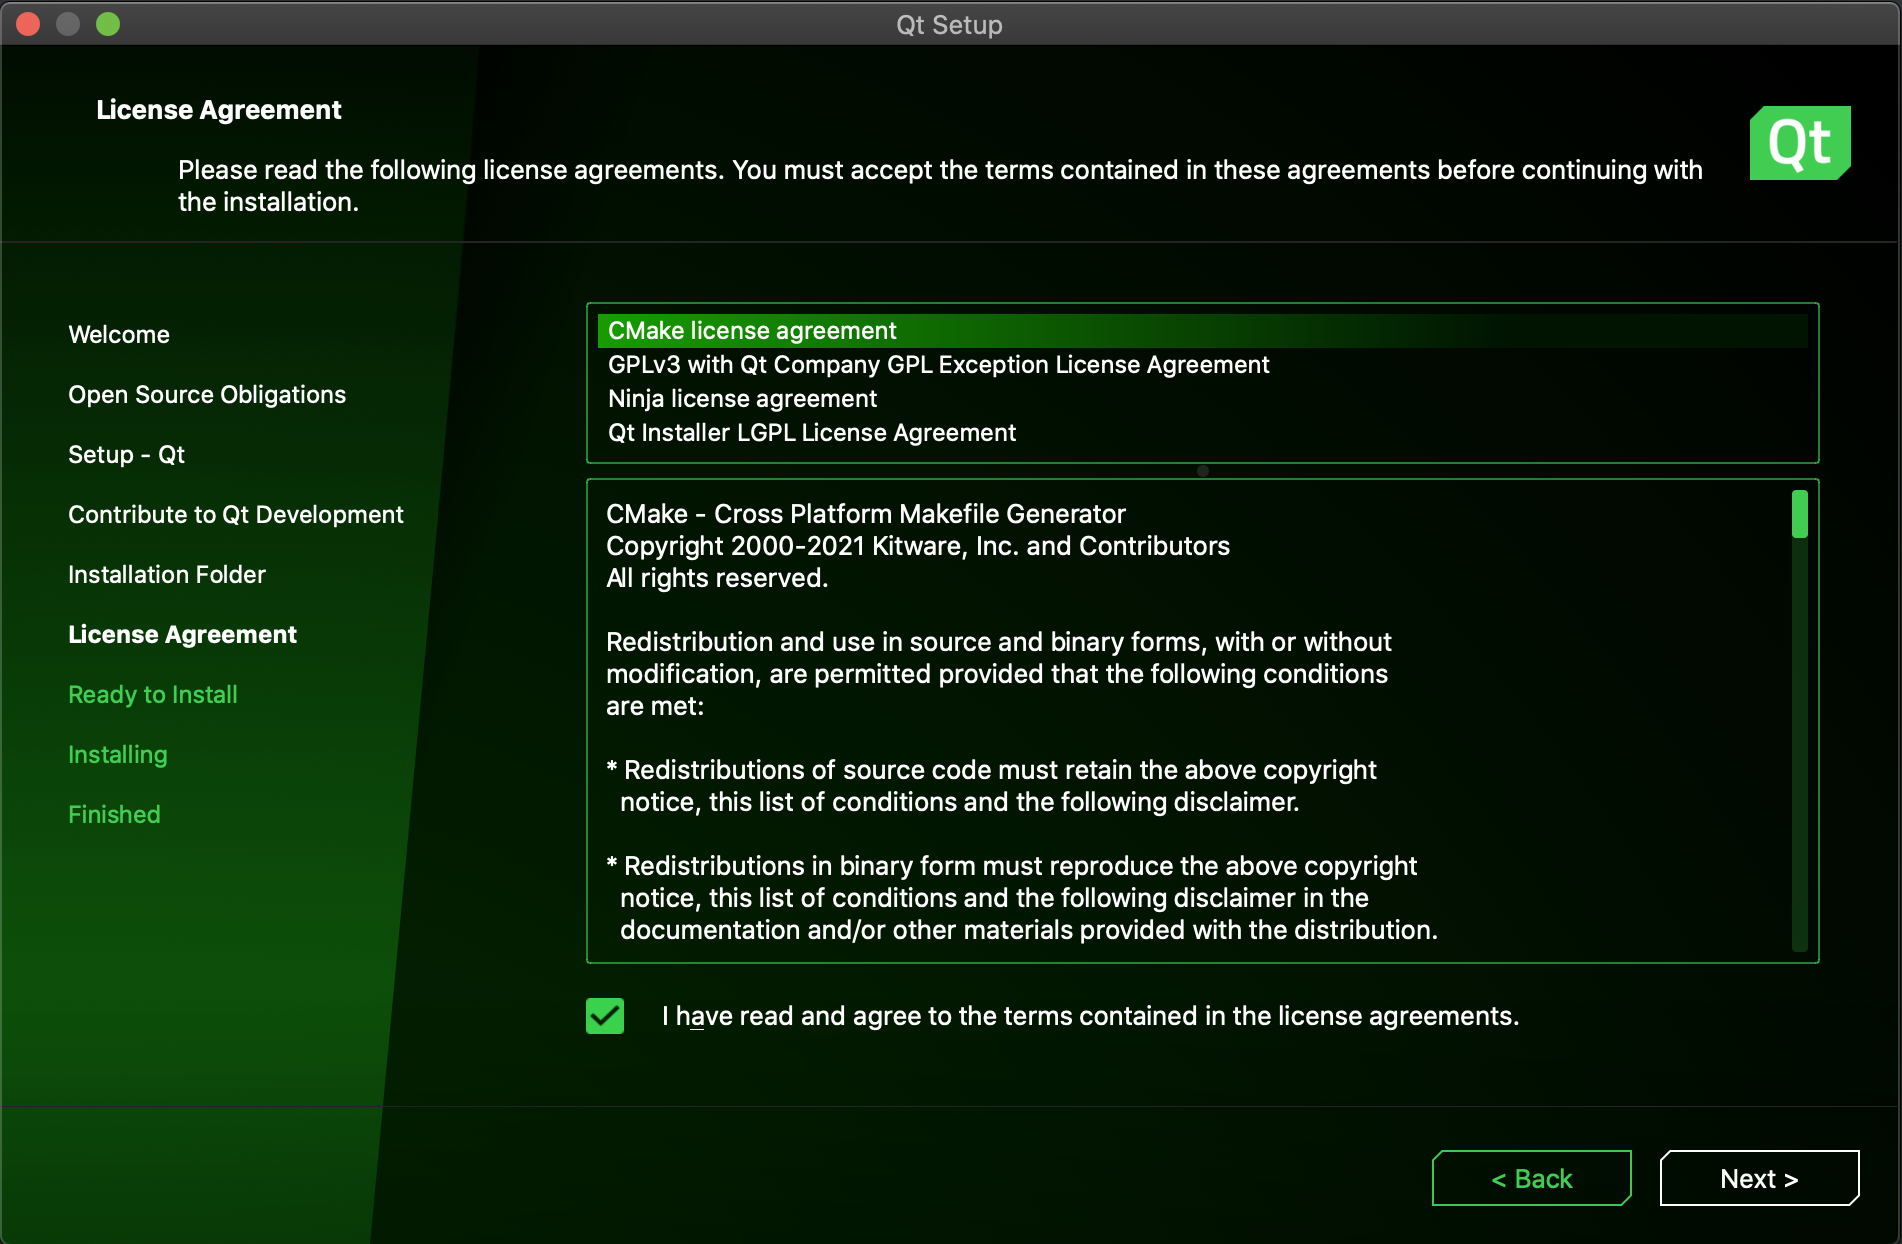 Qt Setup
License Agreement
Please read the following license agreements. You must accept the terms contained in these agreements before continuing with
the installation.
Qt
Welcome
Open Source Obligations
Setup - Qt
Contribute to Qt Development
Installation Folder
License Agreement
Ready to Install
Installing
Finished
CMake license agreement
GPLv3 with Qt Company GPL Exception License Agreement
Ninja license agreement
Qt Installer LGPL License Agreement
CMake - Cross Platform Makefile Generator
Copyright 2000-2021 Kitware, Inc. and Contributors
All rights reserved.
Redistribution and use in source and binary forms, with or without
modification, are permitted provided that the following conditions
are met:
* Redistributions of source code must retain the above copyright
notice, this list of conditions and the following disclaimer.
* Redistributions in binary form must reproduce the above copyright
notice, this list of conditions and the following disclaimer in the
documentation and/or other materials provided with the distribution.
I have read and agree to the terms contained in the license agreements.
< Back
Next >